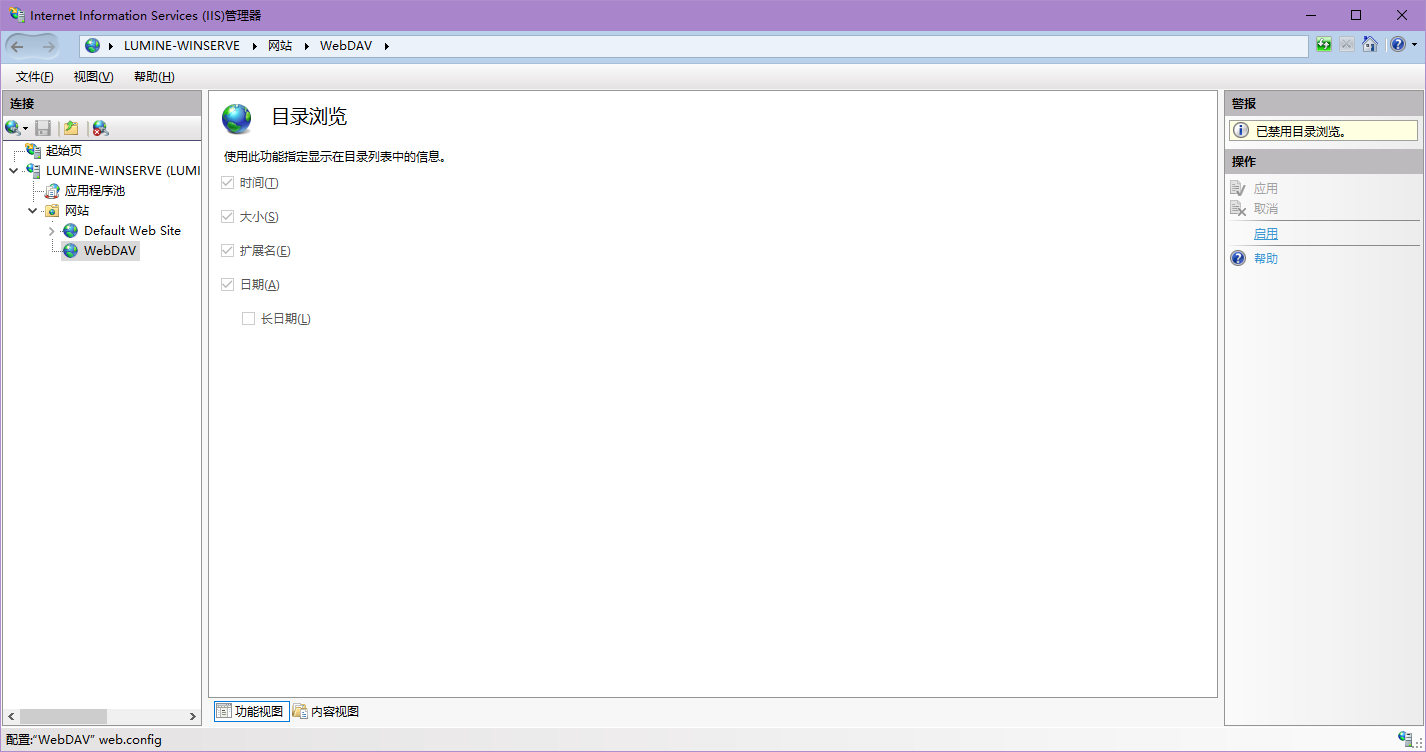 Internet Information Services (IIS)管理器
LUMINE-WINSERVE 网站 WebDAV
文件(F) 视图(V) 帮助(H)
连接
起始页
LUMINE-WINSERVE (LUMI
应用程序池
网站
Default Web Site
WebDAV
目录浏览
使用此功能指定显示在目录列表中的信息。
时间(T)
大小(S)
扩展名(E)
日期(A)
长日期(L)
功能视图 内容视图
警报
已禁用目录浏览。
操作
应用
取消
启用
帮助
配置:“WebDAV” web.config